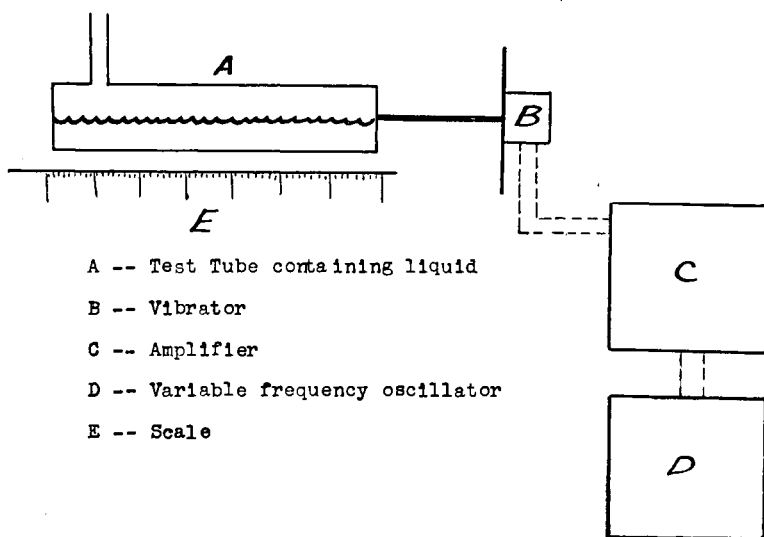 A
B
E
C
A -- Test Tube containing liquid
B -- Vibrator
C -- Amplifier
D -- Variable frequency oscillator
E -- Scale
D